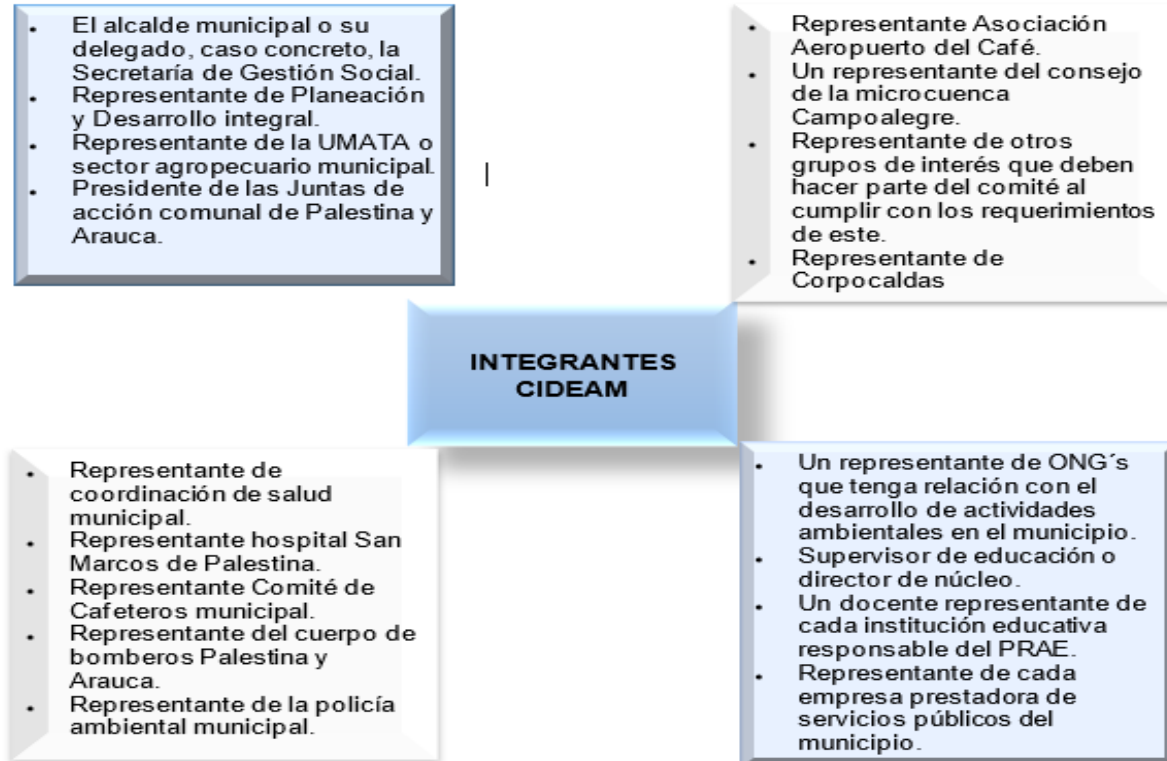 • El alcalde municipal o su
delegado, caso concreto, la
Secretaría de Gestión Social.
• Representante de Planeación
y Desarrollo integral.
• Representante de la UMATA o
sector agropecuario municipal.
• Presidente de las Juntas de
acción comunal de Palestina y
Arauca.
• Representante Asociación
Aeropuerto del Café.
• Un representante del consejo
de la microcuenca
Campoalegre.
• Representante de otros
grupos de interés que deben
hacer parte del comité al
cumplir con los requerimientos
de este.
• Representante de
Corpocaldas
INTEGRANTES
CIDEAM
• Representante de
coordinación de salud
municipal.
• Representante hospital San
Marcos de Palestina.
• Representante Comité de
Cafeteros municipal.
• Representante del cuerpo de
bomberos Palestina y
Arauca.
• Representante de la policía
ambiental municipal.
• Un representante de ONG´s
que tenga relación con el
desarrollo de actividades
ambientales en el municipio.
• Supervisor de educación o
director de núcleo.
• Un docente representante de
cada institución educativa
responsable del PRAE.
• Representante de cada
empresa prestadora de
servicios públicos del
municipio.